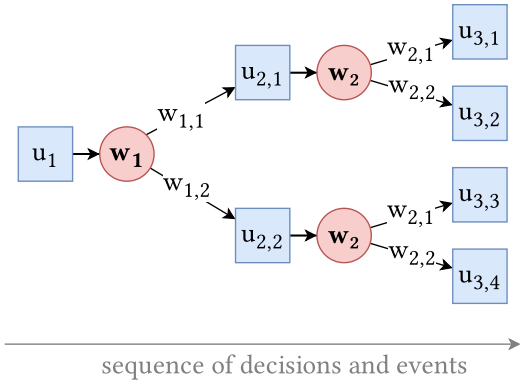 u3,1
w2,1
u2,1
w2
w2,2
u3,2
w1,1
u1
w1
w1,2
u3,3
w2,1
u2,2
w2
w2,2
u3,4
sequence of decisions and events